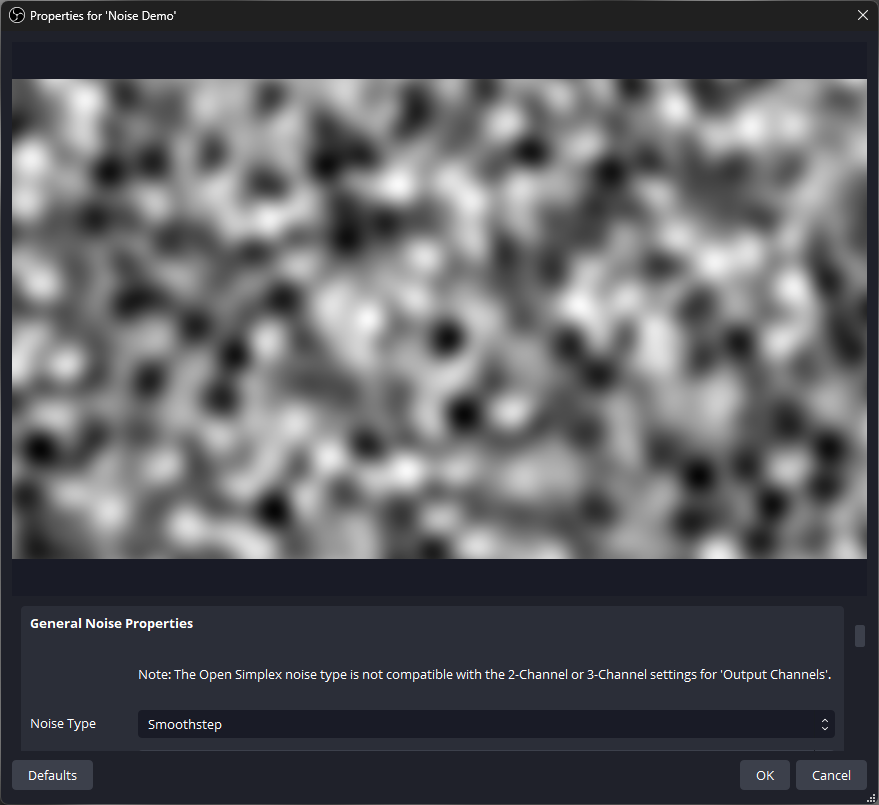 Properties for 'Noise Demo'
General Noise Properties
Note: The Open Simplex noise type is not compatible with the 2-Channel or 3-Channel settings for 'Output Channels'.
Noise Type
Smoothstep
Defaults
OK
Cancel